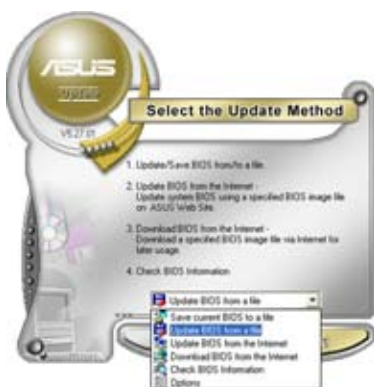 ASUS
Update
V5.27.01
Select the Update Method
1. Update/Save BIOS from/to a file.
2. Update BIOS from the Internet -
Update system BIOS using a specified BIOS image file
on ASUS Web Site.
3. Download BIOS from the Internet -
Download a specified BIOS image file via Internet for
later usage.
4. Check BIOS Information
Update BIOS from a file
Save current BIOS to a file
Update BIOS from a file
Update BIOS from the Internet
Download BIOS from the Internet
Check BIOS Information
Options